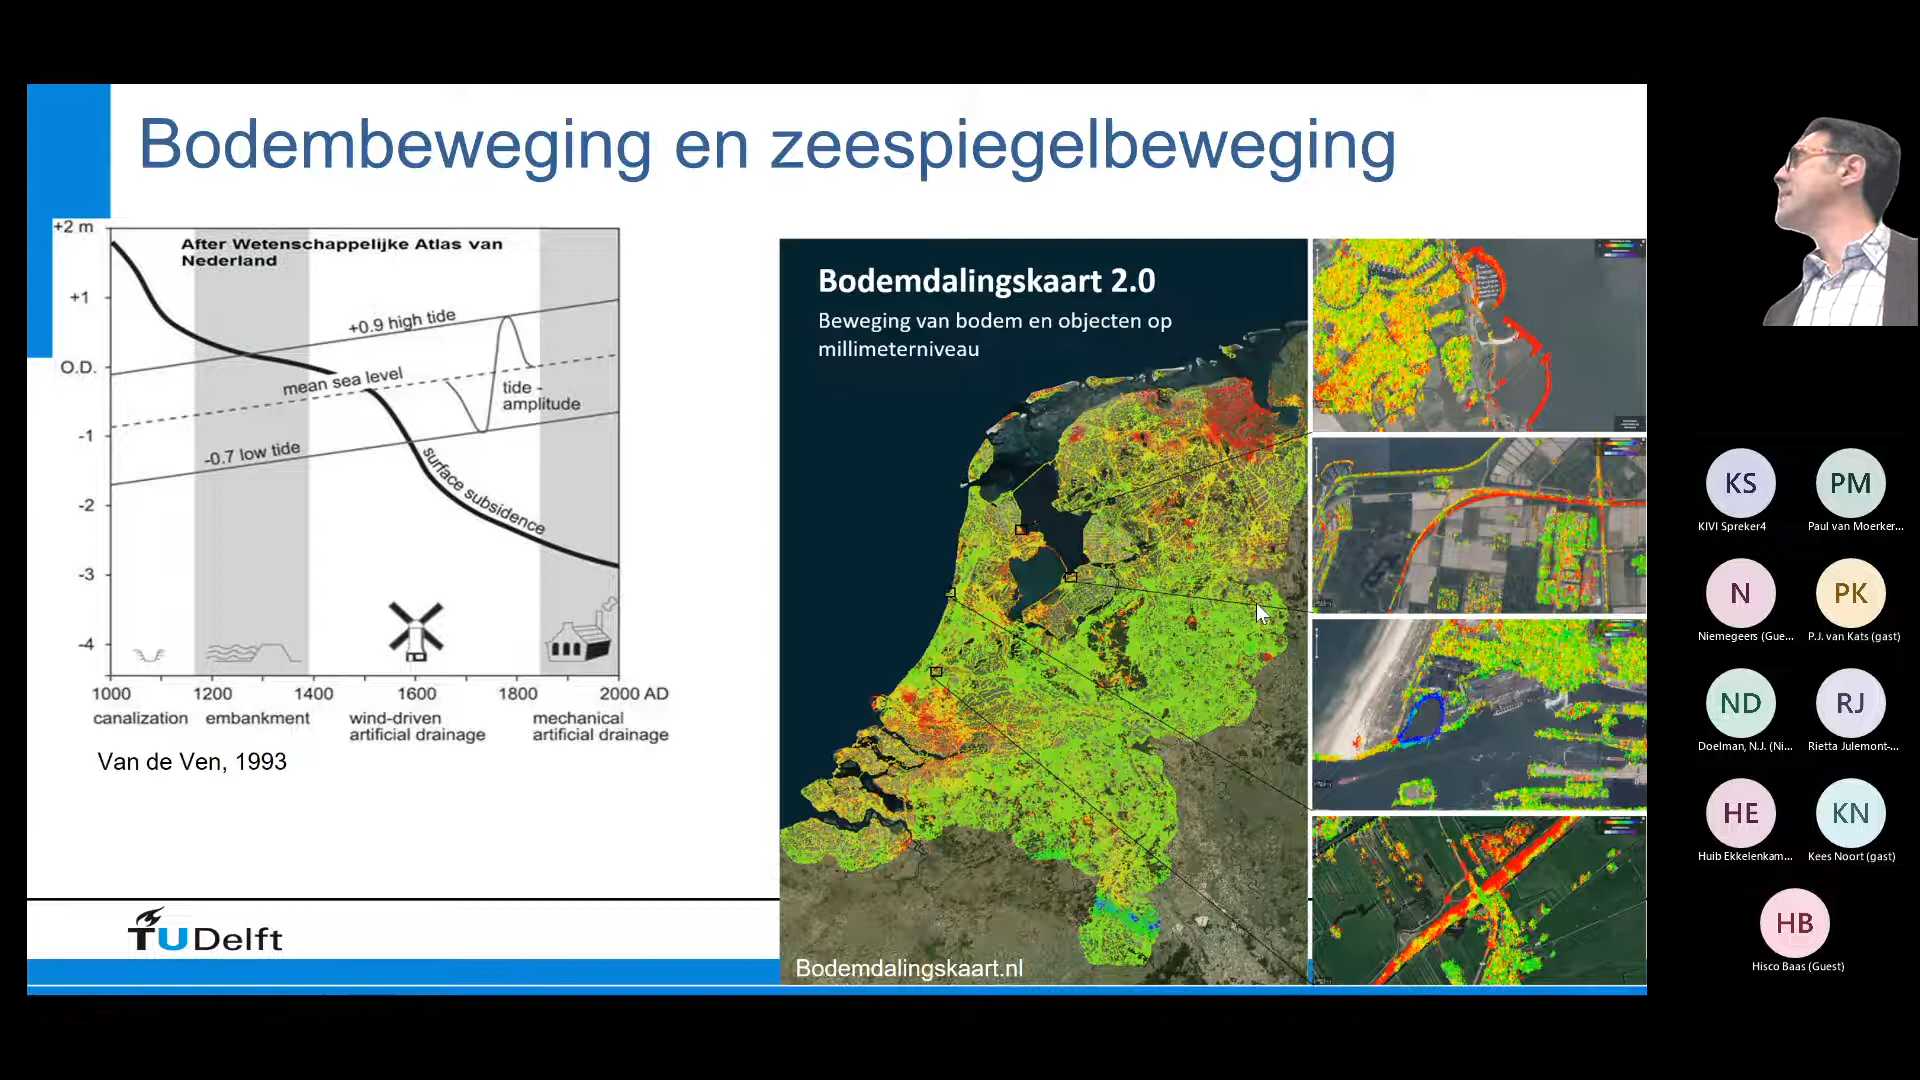 Bodembeweging en zeespiegelbeweging
After Wetenschappelijke Atlas van
Nederland
+2 m
+1
O.D.
-1
-2
-3
-4
+0.9 high tide
mean sea level
tide -
amplitude
-0.7 low tide
surface subsidence
1000
1200
1400
1600
1800
2000 AD
canalization
embankment
wind-driven
artificial drainage
mechanical
artificial drainage
Van de Ven, 1993
TU Delft
Bodemdalingskaart 2.0
Beweging van bodem en objecten op
millimeterniveau
Bodemdalingskaart.nl
KS
KIVI Spreker4
PM
Paul van Moerker...
N
Niemegeers (Gue...
PK
P.J. van Kats (gast)
ND
Doelman, N.J. (Ni...
RJ
Rietta Julemont-...
HE
Huib Ekkelenkam...
KN
Kees Noort (gast)
HB
Hisco Baas (Guest)